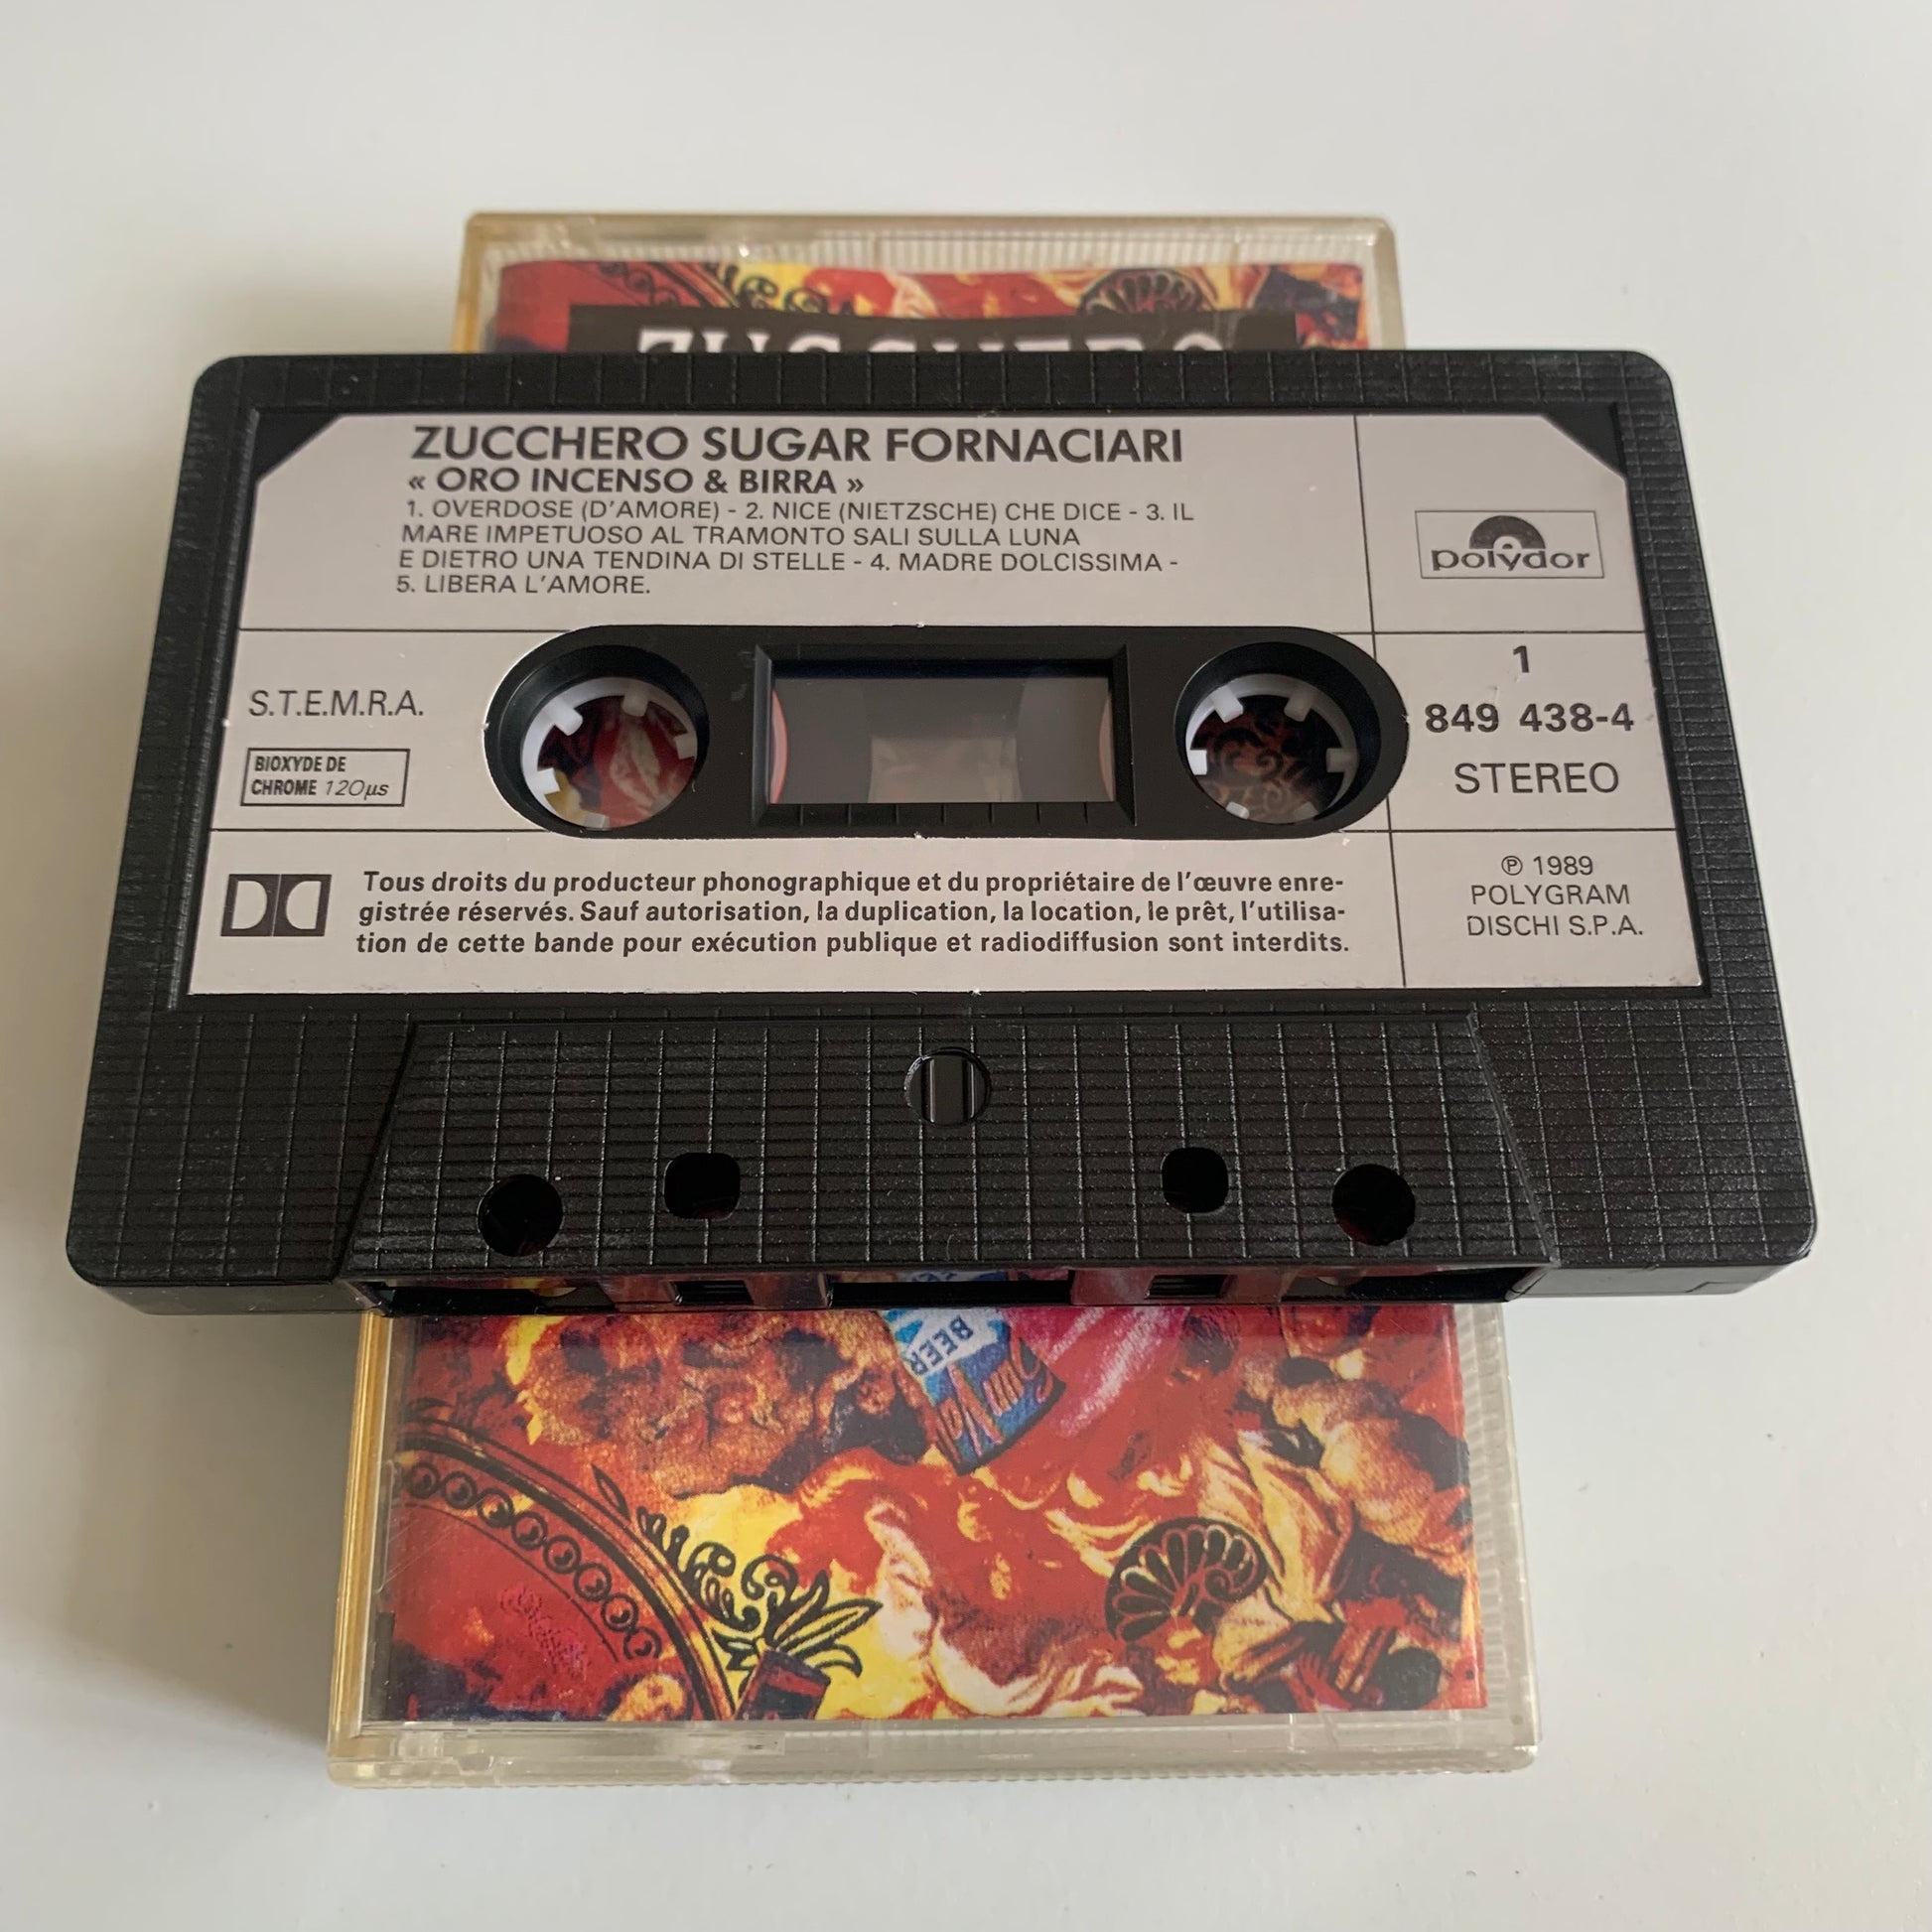 ZUCCHERO
ZUCCHERO SUGAR FORNACIARI
« ORO INCENSO & BIRRA »
1. OVERDOSE (D'AMORE) - 2. NICE (NIETZSCHE) CHE DICE - 3. IL
MARE IMPETUOSO AL TRAMONTO SALI SULLA LUNA
E DIETRO UNA TENDINA DI STELLE - 4. MADRE DOLCISSIMA -
5. LIBERA L'AMORE.
polydor
S.T.E.M.R.A.
BIOXYDE DE
CHROME 120µs
1
849 438-4
STEREO
Tous droits du producteur phonographique et du propriétaire de l'œuvre enre-
gistrée réservés. Sauf autorisation, la duplication, la location, le prêt, l'utilisa-
tion de cette bande pour exécution publique et radiodiffusion sont interdits.
℗ 1989
POLYGRAM
DISCHI S.P.A.
BEER